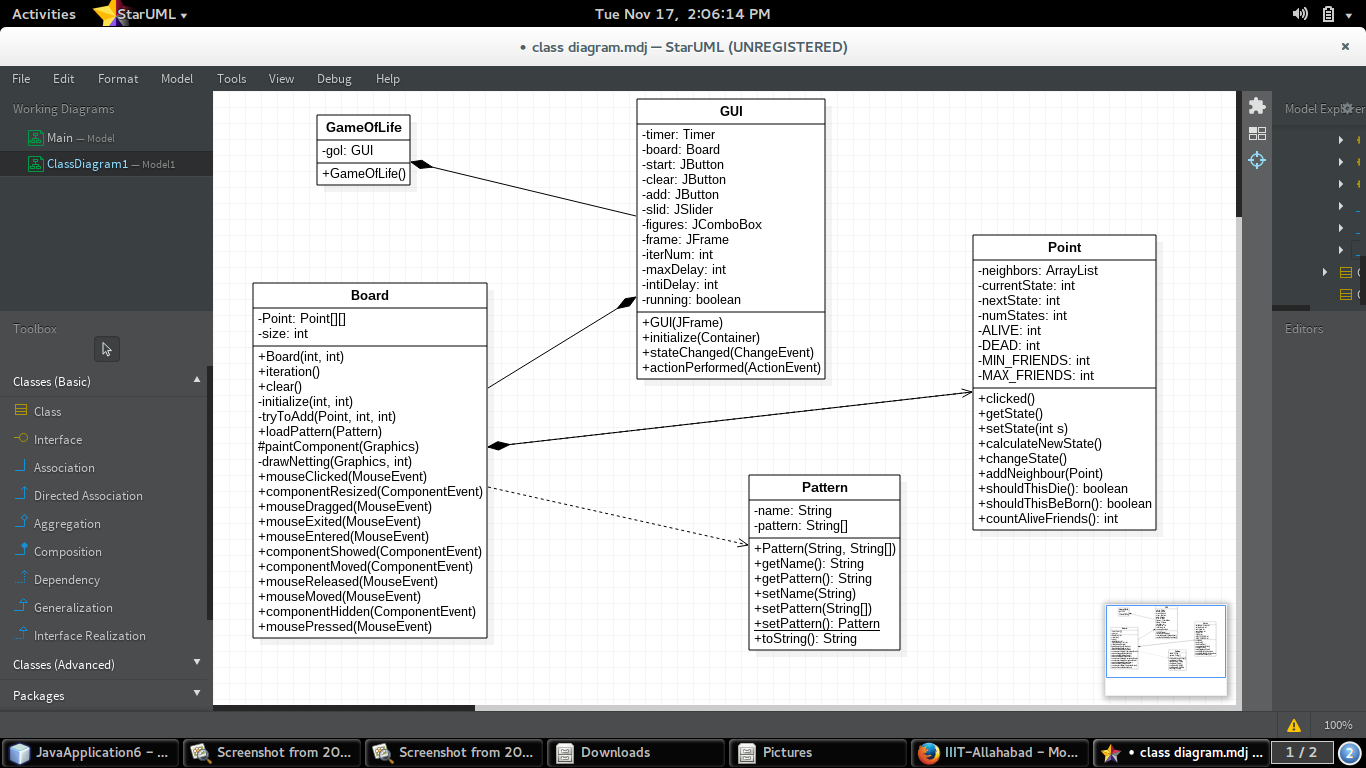 Activities
StarUML
Tue Nov 17, 2:06:14 PM
• class diagram.mdj — StarUML (UNREGISTERED)
×
File Edit Format Model Tools View Debug Help
Working Diagrams
Main — Model
ClassDiagram1 — Model1
Toolbox
Classes (Basic)
Class
Interface
Association
Directed Association
Aggregation
Composition
Dependency
Generalization
Interface Realization
Classes (Advanced)
Packages
GameOfLife
-gol: GUI
+GameOfLife()
GUI
-timer: Timer
-board: Board
-start: JButton
-clear: JButton
-add: JButton
-slid: JSlider
-figures: JComboBox
-frame: JFrame
-iterNum: int
-maxDelay: int
-intiDelay: int
-running: boolean
+GUI(JFrame)
+initialize(Container)
+stateChanged(ChangeEvent)
+actionPerformed(ActionEvent)
Board
-Point: Point[][]
-size: int
+Board(int, int)
+iteration()
+clear()
-initialize(int, int)
-tryToAdd(Point, int, int)
+loadPattern(Pattern)
#paintComponent(Graphics)
-drawNetting(Graphics, int)
+mouseClicked(MouseEvent)
+componentResized(ComponentEvent)
+mouseDragged(MouseEvent)
+mouseExited(MouseEvent)
+mouseEntered(MouseEvent)
+componentShowed(ComponentEvent)
+componentMoved(ComponentEvent)
+mouseReleased(MouseEvent)
+mouseMoved(MouseEvent)
+componentHidden(ComponentEvent)
+mousePressed(MouseEvent)
Point
-neighbors: ArrayList
-currentState: int
-nextState: int
-numStates: int
-ALIVE: int
-DEAD: int
-MIN_FRIENDS: int
-MAX_FRIENDS: int
+clicked()
+getState()
+setState(int s)
+calculateNewState()
+changeState()
+addNeighbour(Point)
+shouldThisDie(): boolean
+shouldThisBeBorn(): boolean
+countAliveFriends(): int
Pattern
-name: String
-pattern: String[]
+Pattern(String, String[])
+getName(): String
+getPattern(): String
+setName(String)
+setPattern(String[])
+setPattern(): Pattern
+toString(): String
Model
Editors
100%
JavaApplication6 – ...
Screenshot from 20...
Screenshot from 20...
Downloads
Pictures
IIIT-Allahabad – Mo...
• class diagram.mdj ...
1 / 2
2